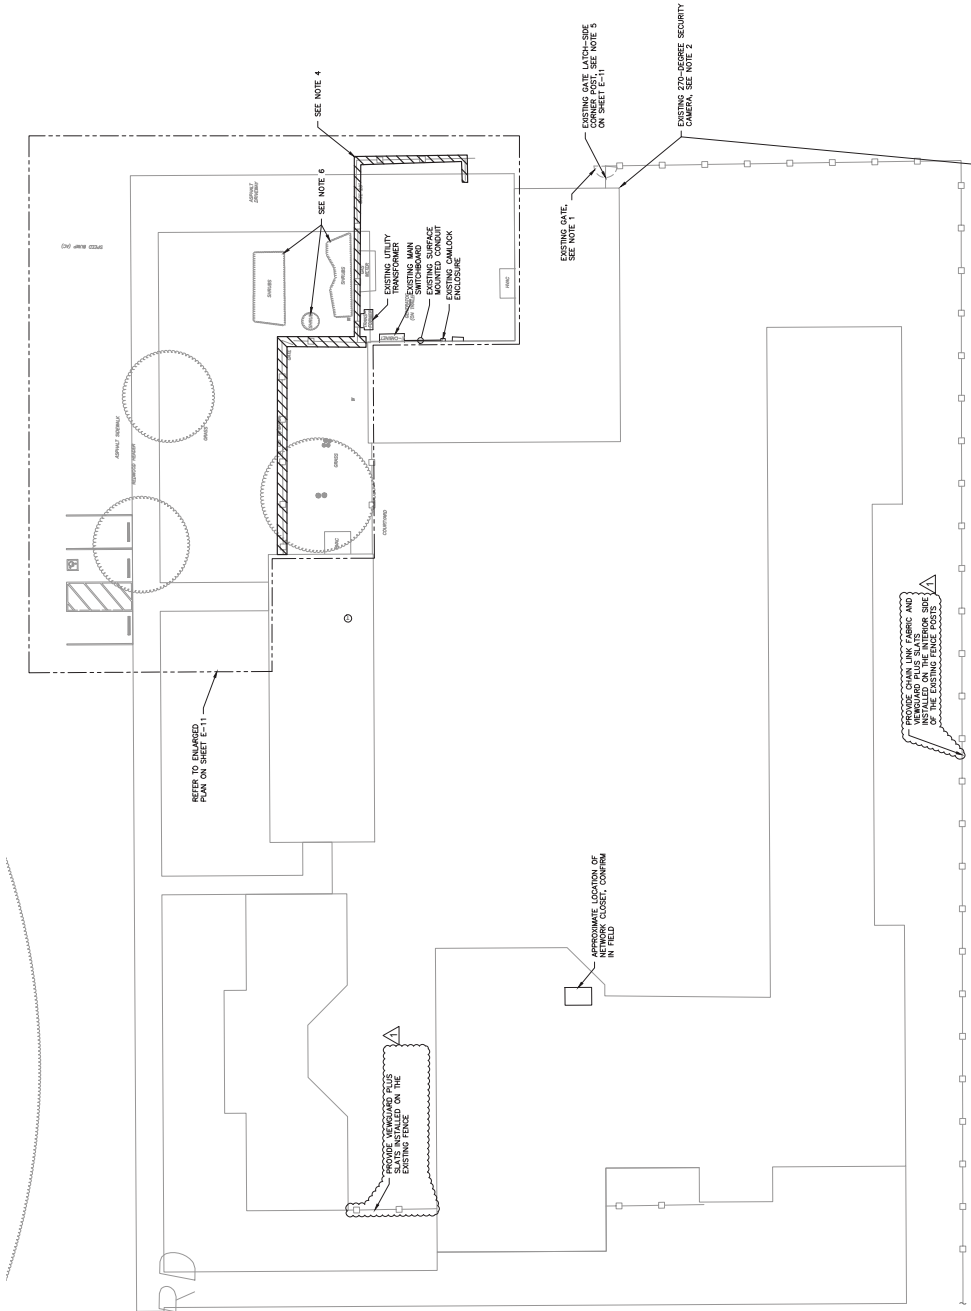 SEE NOTE 4
EXISTING GATE LATCH-SIDE
CORNER POST, SEE NOTE 5
ON SHEET E-11
EXISTING 270-DEGREE SECURITY
CAMERA, SEE NOTE 2
ASPHALT
DRIVEWAY
SEE NOTE 6
SPEED BUMP (AC)
EXISTING GATE,
SEE NOTE 1
SHRUBS
SHRUBS
METER
EXISTING UTILITY
TRANSFORMER
EXISTING MAIN
SWITCHBOARD
EXISTING SURFACE
MOUNTED CONDUIT
EXISTING CAMLOCK
ENCLOSURE
HVAC
ASPHALT SIDEWALK
REDWOOD HEADER
GRASS
GRASS
HVAC
COURTYARD
REFER TO ENLARGED
PLAN ON SHEET E-11
PROVIDE CHAIN LINK FABRIC AND
VIEWGUARD PLUS SLATS
INSTALLED ON THE INTERIOR SIDE
OF THE EXISTING FENCE POSTS
1
APPROXIMATE LOCATION OF
NETWORK CLOSET, CONFIRM
IN FIELD
PROVIDE VIEWGUARD PLUS
SLATS INSTALLED ON THE
EXISTING FENCE
1
RD